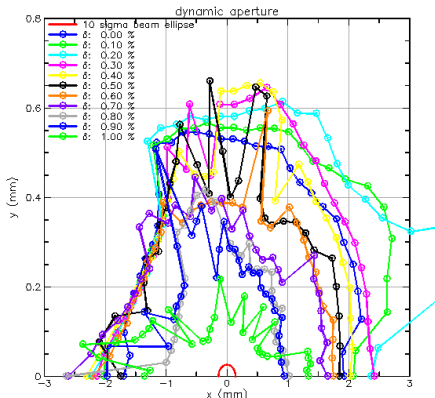 dynamic aperture
10 sigma beam ellipse
δ: 0.00 %
δ: 0.10 %
δ: 0.20 %
δ: 0.30 %
δ: 0.40 %
δ: 0.50 %
δ: 0.60 %
δ: 0.70 %
δ: 0.80 %
δ: 0.90 %
δ: 1.00 %
0.8
0.6
0.4
0.2
0
y (mm)
−3 −2 −1 0 1 2 3
x (mm)